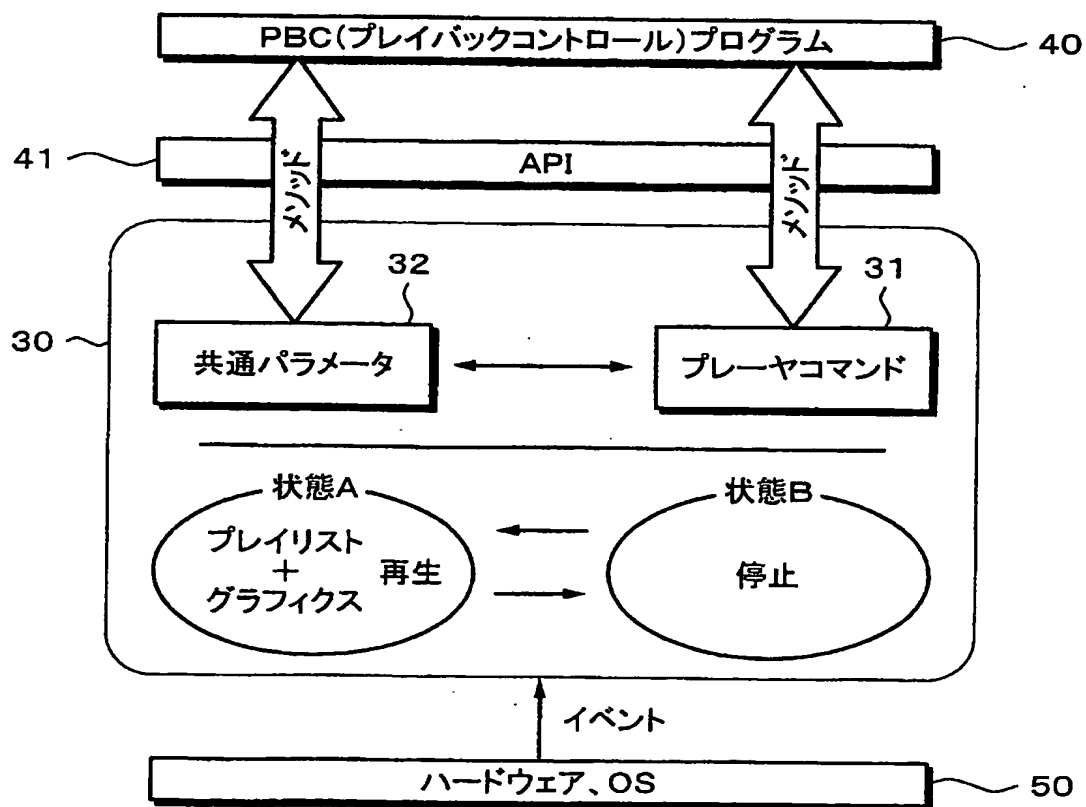 PBC(プレイバックコントロール)プログラム
40
41
API
メソッド
メソッド
32
31
30
共通パラメータ
プレーヤコマンド
状態A
状態B
プレイリスト
+
グラフィクス
再生
停止
イベント
ハードウェア、OS
50